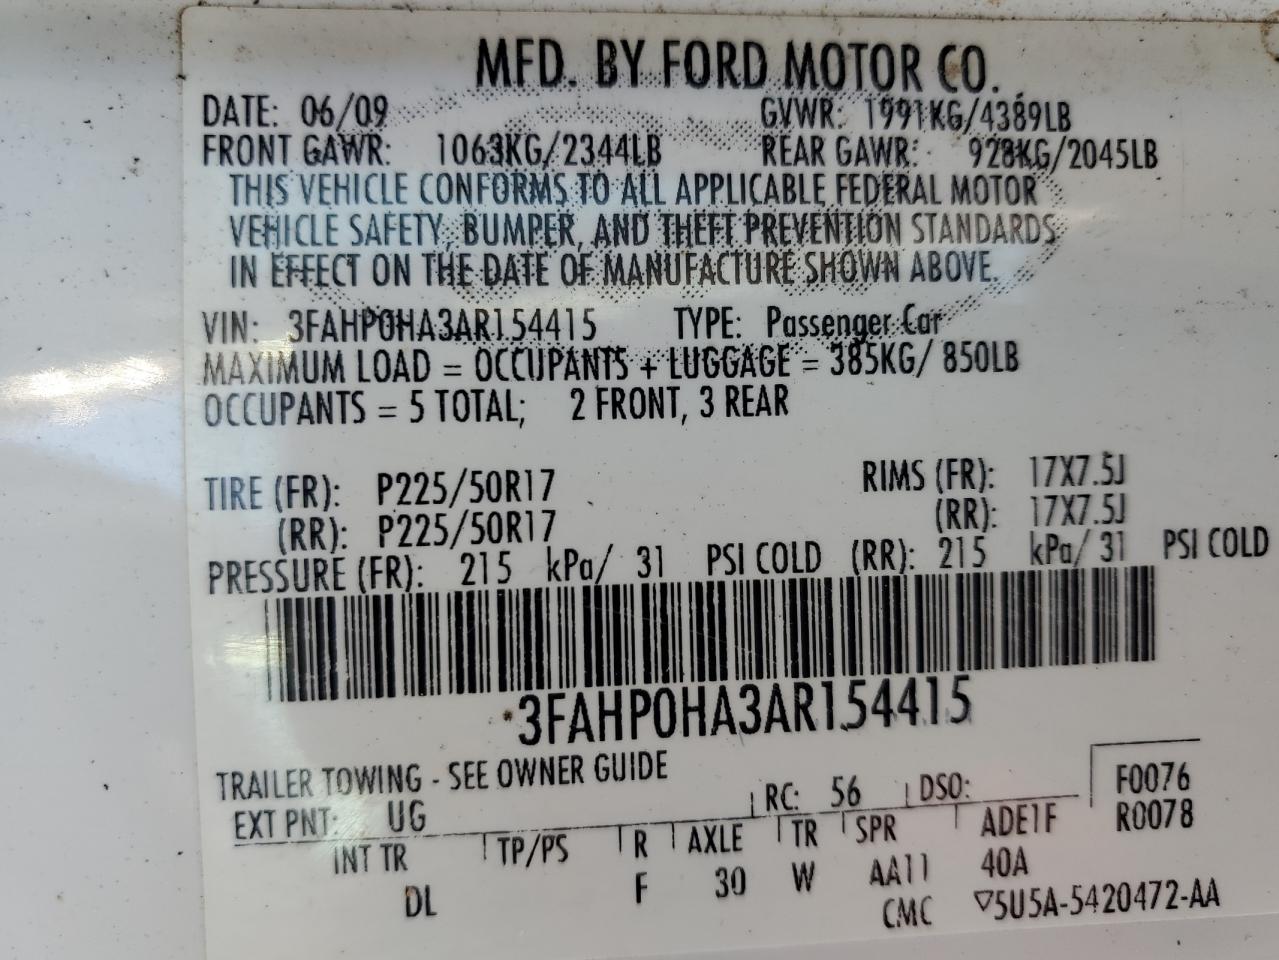 MFD. BY FORD MOTOR CO.
DATE: 06/09 GVWR: 1991KG/4389LB
FRONT GAWR: 1063KG/2344LB REAR GAWR: 928KG/2045LB
THIS VEHICLE CONFORMS TO ALL APPLICABLE FEDERAL MOTOR
VEHICLE SAFETY, BUMPER, AND THEFT PREVENTION STANDARDS
IN EFFECT ON THE DATE OF MANUFACTURE SHOWN ABOVE.
VIN: 3FAHP0HA3AR154415 TYPE: Passenger Car
MAXIMUM LOAD = OCCUPANTS + LUGGAGE = 385KG/ 850LB
OCCUPANTS = 5 TOTAL; 2 FRONT, 3 REAR
TIRE (FR): P225/50R17 RIMS (FR): 17X7.5J
(RR): P225/50R17 (RR): 17X7.5J
PRESSURE (FR): 215 kPa/ 31 PSI COLD (RR): 215 kPa/ 31 PSI COLD
3FAHP0HA3AR154415
TRAILER TOWING - SEE OWNER GUIDE
EXT PNT: UG RC: 56 DSO: F0076
INT TR TP/PS R AXLE TR SPR ADE1F R0078
DL F 30 W AA11 40A
CMC ▽5U5A-5420472-AA